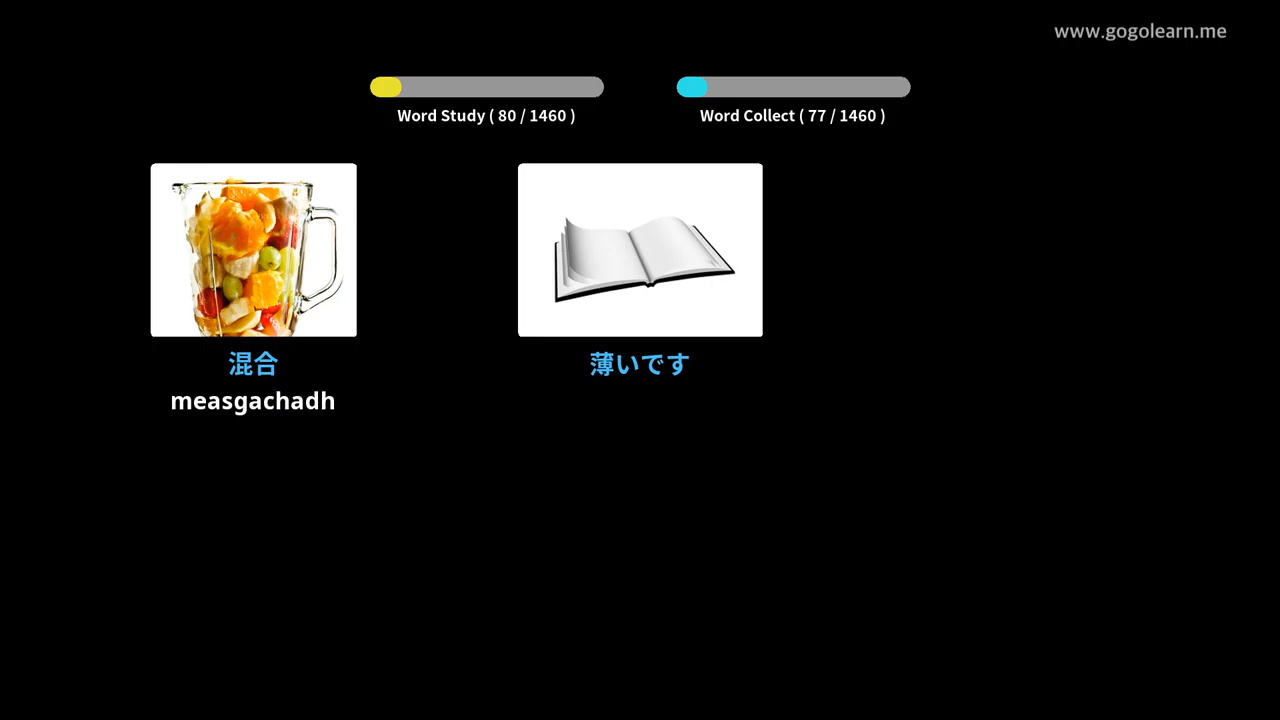 www.gogolearn.me
Word Study ( 80 / 1460 )
Word Collect ( 77 / 1460 )
混合
measgachadh
薄いです